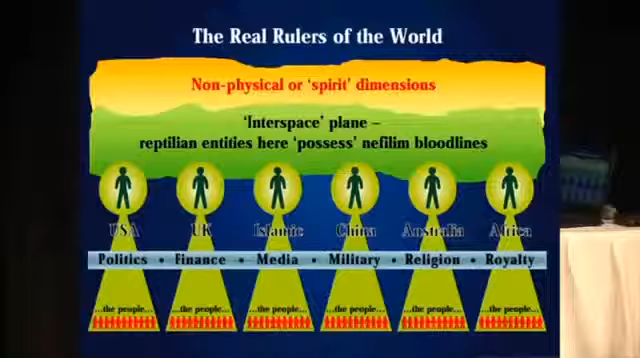 The Real Rulers of the World
Non-physical or 'spirit' dimensions
'Interspace' plane –
reptilian entities here 'possess' nefilim bloodlines
USA UK Islamic China Australia Africa
Politics • Finance • Media • Military • Religion • Royalty
...the people... ...the people... ...the people... ...the people... ...the people... ...the people...